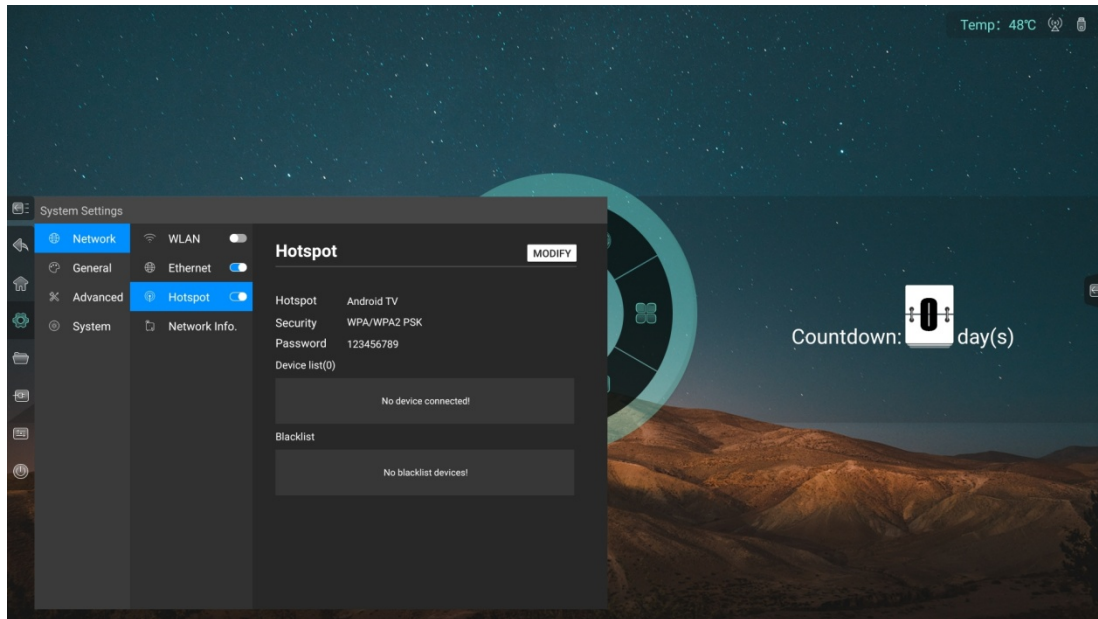 Temp: 48℃
System Settings
Network
General
Advanced
System
WLAN
Ethernet
Hotspot
Network Info.
Hotspot
MODIFY
Hotspot Android TV
Security WPA/WPA2 PSK
Password 123456789
Device list(0)
No device connected!
Blacklist
No blacklist devices!
Countdown: 0 day(s)